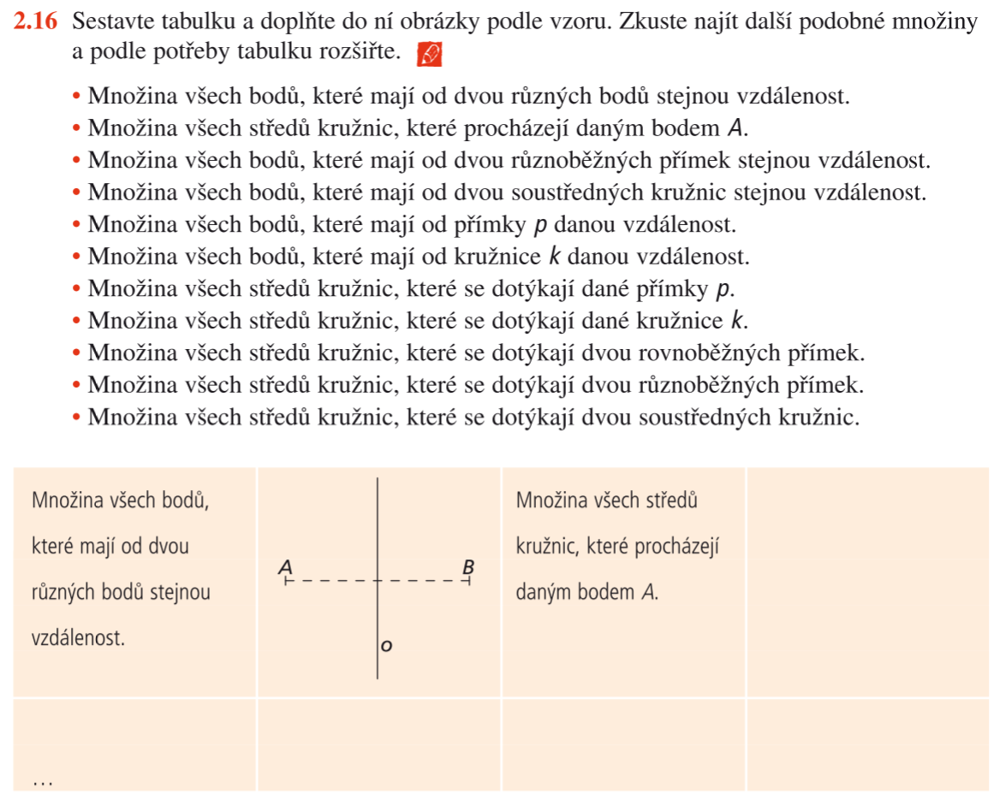 2.16 Sestavte tabulku a doplňte do ní obrázky podle vzoru. Zkuste najít další podobné množiny
a podle potřeby tabulku rozšiřte.
• Množina všech bodů, které mají od dvou různých bodů stejnou vzdálenost.
• Množina všech středů kružnic, které procházejí daným bodem A.
• Množina všech bodů, které mají od dvou různoběžných přímek stejnou vzdálenost.
• Množina všech bodů, které mají od dvou soustředných kružnic stejnou vzdálenost.
• Množina všech bodů, které mají od přímky p danou vzdálenost.
• Množina všech bodů, které mají od kružnice k danou vzdálenost.
• Množina všech středů kružnic, které se dotýkají dané přímky p.
• Množina všech středů kružnic, které se dotýkají dané kružnice k.
• Množina všech středů kružnic, které se dotýkají dvou rovnoběžných přímek.
• Množina všech středů kružnic, které se dotýkají dvou různoběžných přímek.
• Množina všech středů kružnic, které se dotýkají dvou soustředných kružnic.
Množina všech bodů,
které mají od dvou
různých bodů stejnou
vzdálenost.
A
B
o
Množina všech středů
kružnic, které procházejí
daným bodem A.
...